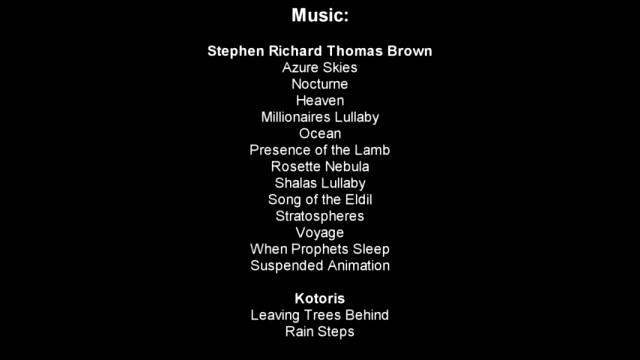 Music:
Stephen Richard Thomas Brown
Azure Skies
Nocturne
Heaven
Millionaires Lullaby
Ocean
Presence of the Lamb
Rosette Nebula
Shalas Lullaby
Song of the Eldil
Stratospheres
Voyage
When Prophets Sleep
Suspended Animation
Kotoris
Leaving Trees Behind
Rain Steps